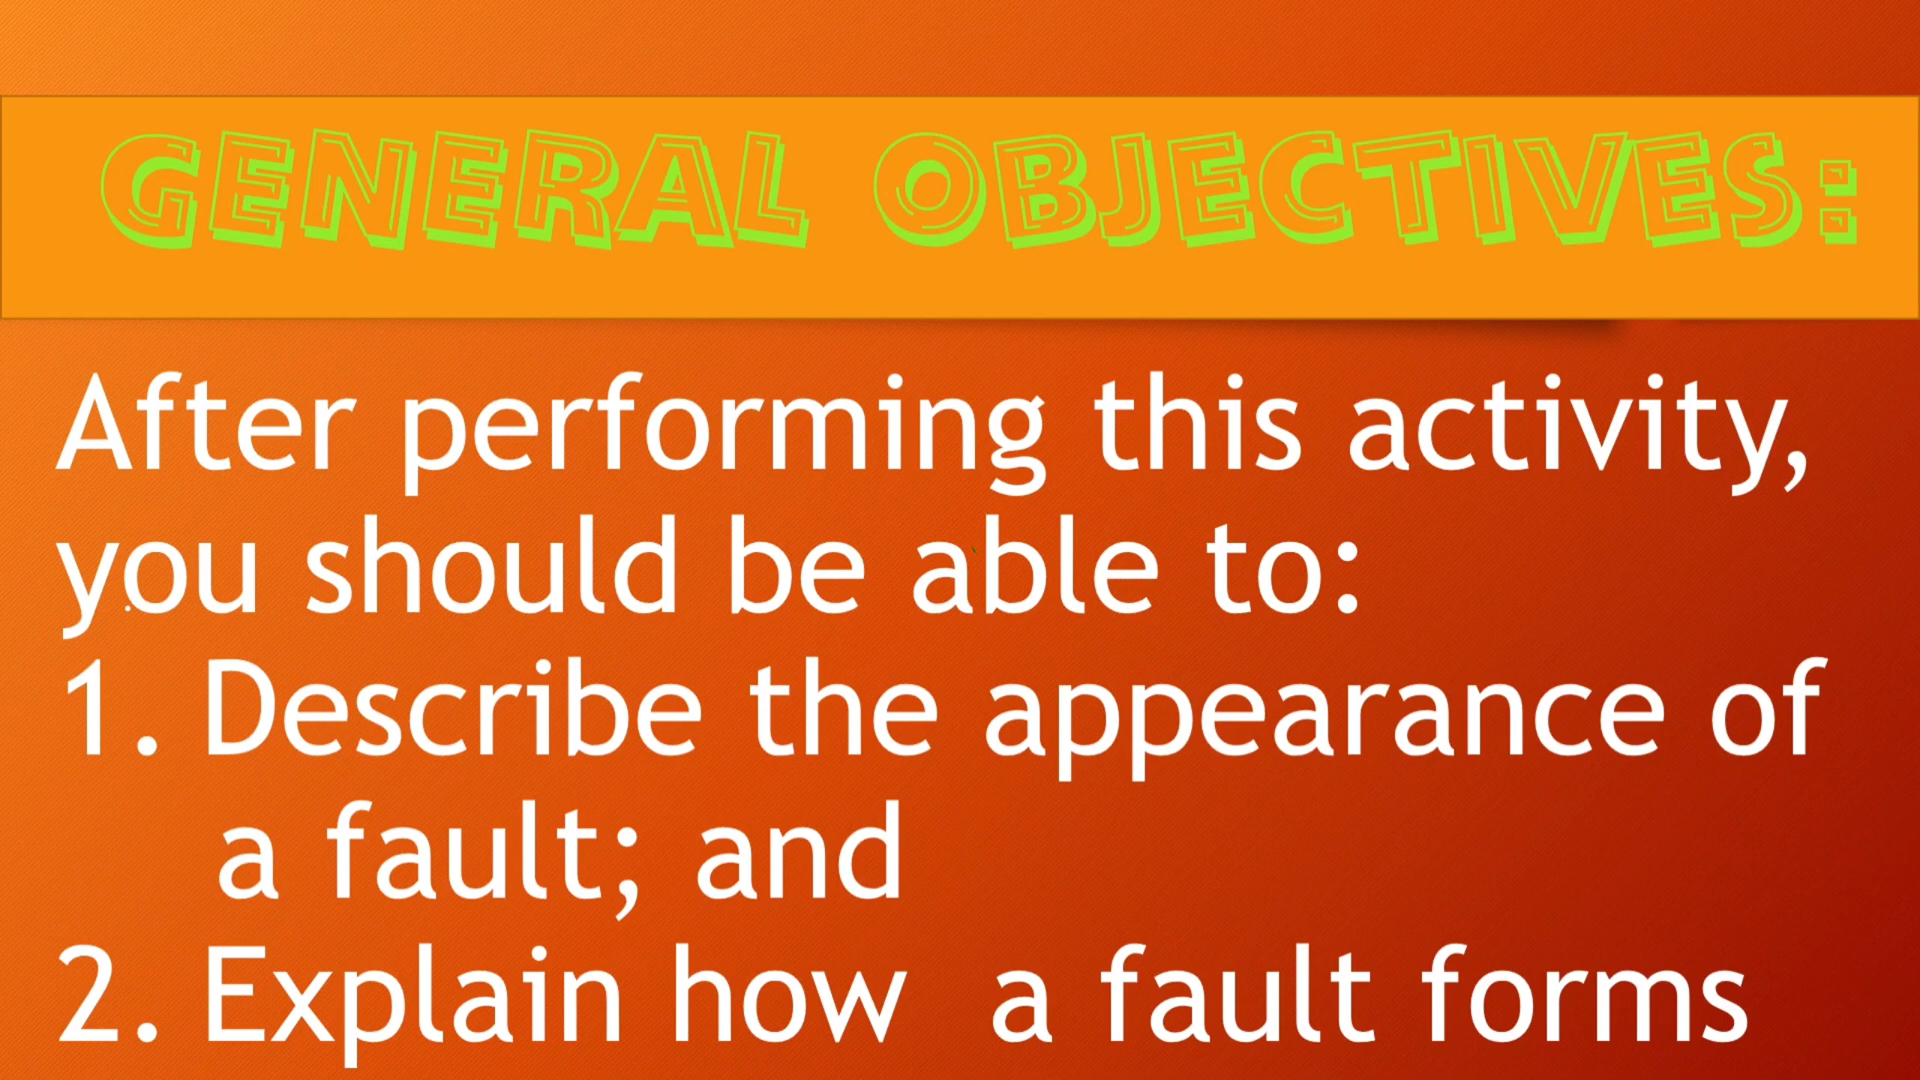 GENERAL OBJECTIVES:
After performing this activity,
you should be able to:
1. Describe the appearance of
a fault; and
2. Explain how a fault forms